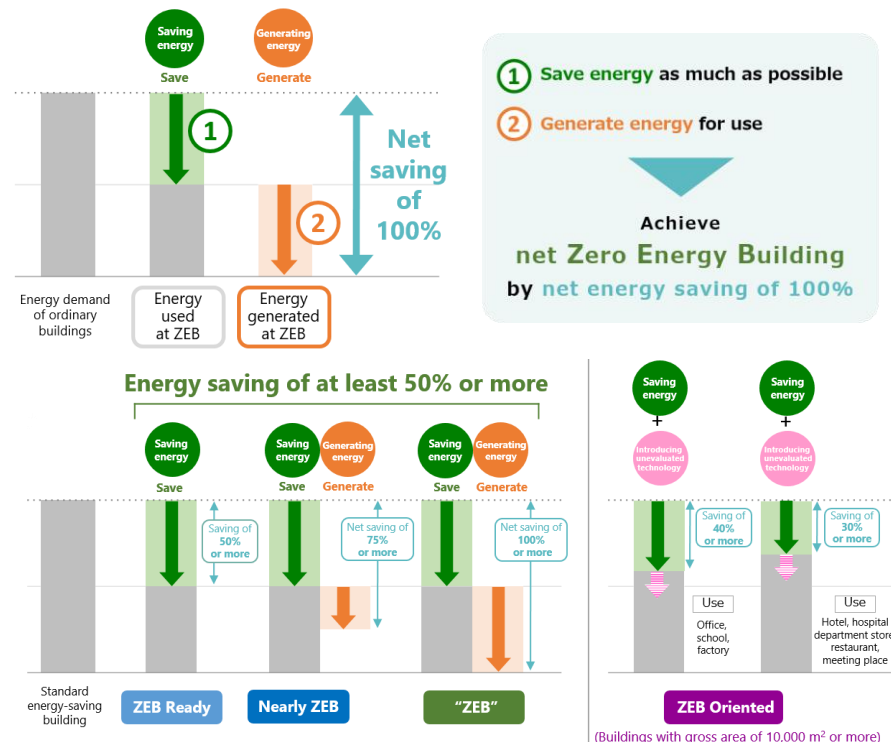 Saving
energy
Save
Generating
energy
Generate
1
2
Net
saving
of
100%
Energy demand
of ordinary
buildings
Energy
used
at ZEB
Energy
generated
at ZEB
1 Save energy as much as possible
2 Generate energy for use
Achieve
net Zero Energy Building
by net energy saving of 100%
Energy saving of at least 50% or more
Saving
energy
Save
Saving of
50%
or more
Saving
energy
Save
Generating
energy
Generate
Net saving of
75%
or more
Saving
energy
Save
Generating
energy
Generate
Net saving of
100%
or more
Standard
energy-saving
building
ZEB Ready
Nearly ZEB
“ZEB”
Saving
energy
+
Introducing
unevaluated
technology
Saving of
40%
or more
Use
Office,
school,
factory
Saving
energy
+
Introducing
unevaluated
technology
Saving of
30%
or more
Use
Hotel, hospital
department store
restaurant,
meeting place
ZEB Oriented
(Buildings with gross area of 10,000 m² or more)